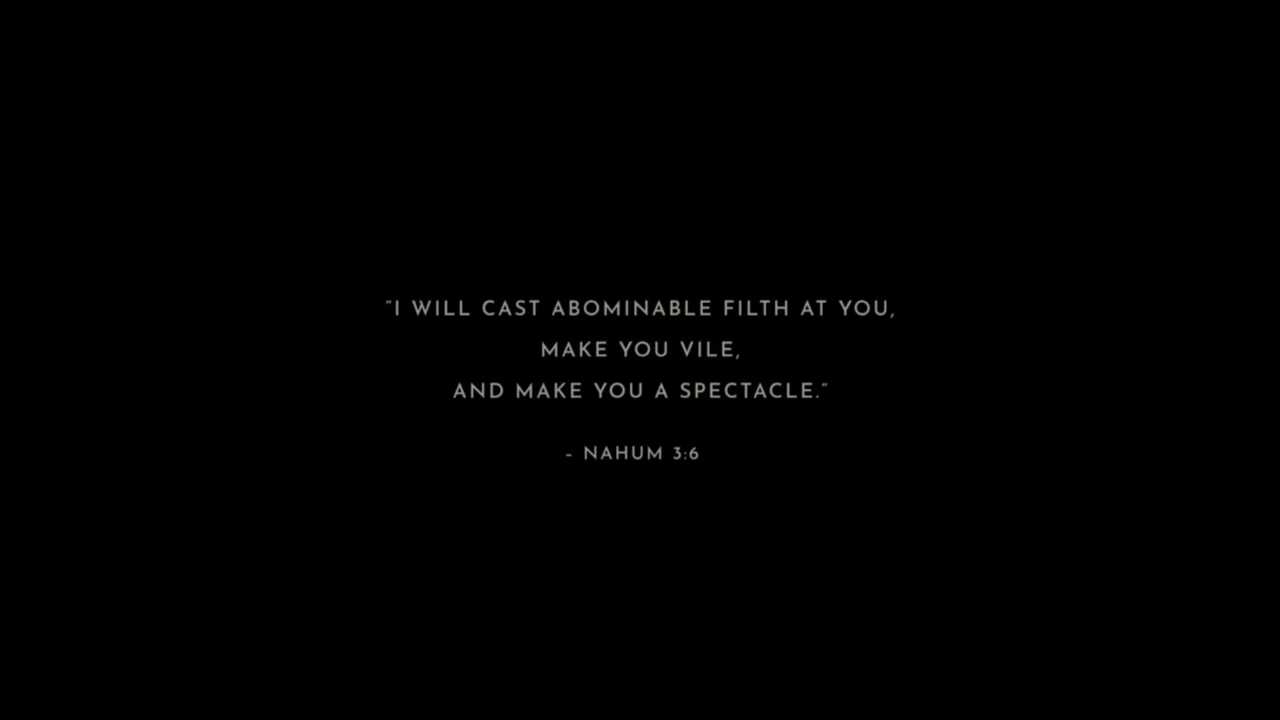 "I WILL CAST ABOMINABLE FILTH AT YOU,
MAKE YOU VILE,
AND MAKE YOU A SPECTACLE."
– NAHUM 3:6